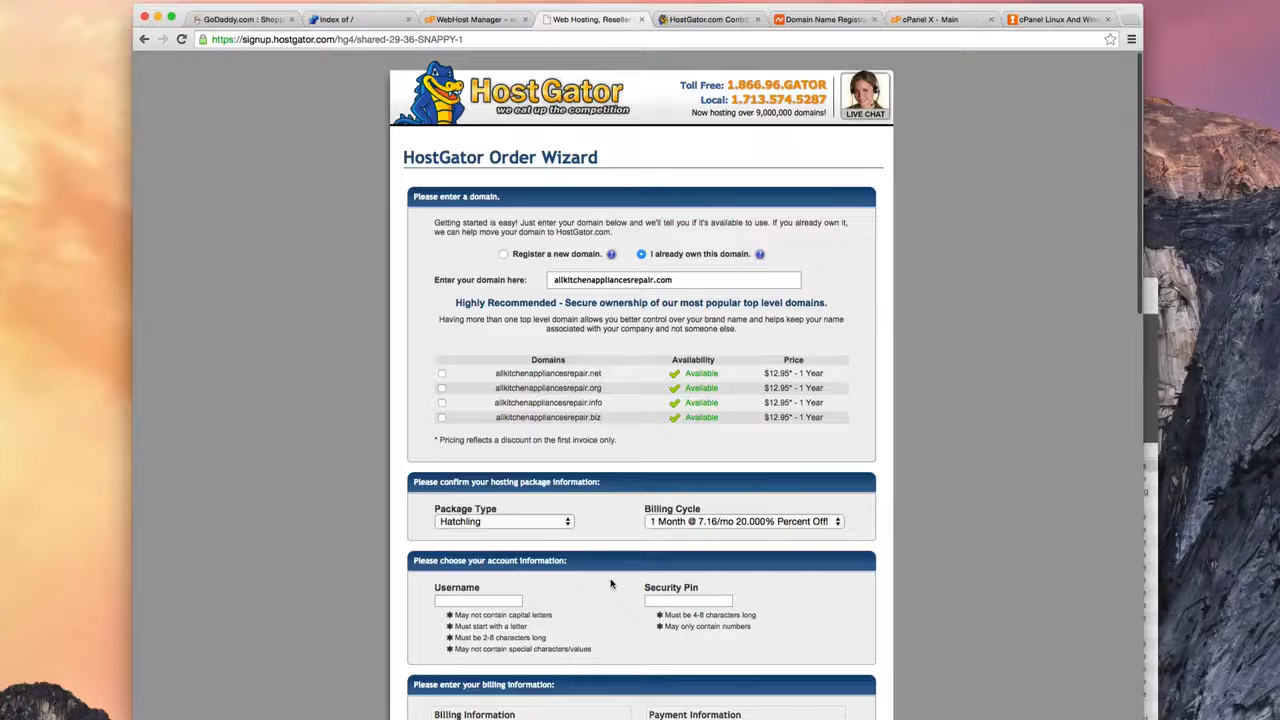 GoDaddy.com : Shopp
Index of /
cP WebHost Manager –
Web Hosting, Reseller
HostGator.com Contro
Domain Name Registra
cP cPanel X - Main
cPanel Linux And Win
https://signup.hostgator.com/hg4/shared-29-36-SNAPPY-1
HostGator
we eat up the competition
Toll Free: 1.866.96.GATOR
Local: 1.713.574.5287
Now hosting over 9,000,000 domains!
LIVE CHAT
HostGator Order Wizard
Please enter a domain.
Getting started is easy! Just enter your domain below and we'll tell you if it's available to use. If you already own it,
we can help move your domain to HostGator.com.
Register a new domain. ? I already own this domain. ?
Enter your domain here: allkitchenappliancesrepair.com
Highly Recommended - Secure ownership of our most popular top level domains.
Having more than one top level domain allows you better control over your brand name and helps keep your name
associated with your company and not someone else.
Domains Availability Price
allkitchenappliancesrepair.net Available $12.95* - 1 Year
allkitchenappliancesrepair.org Available $12.95* - 1 Year
allkitchenappliancesrepair.info Available $12.95* - 1 Year
allkitchenappliancesrepair.biz Available $12.95* - 1 Year
* Pricing reflects a discount on the first invoice only.
Please confirm your hosting package information:
Package Type Billing Cycle
Hatchling 1 Month @ 7.16/mo 20.000% Percent Off!
Please choose your account information:
Username Security Pin
✱ May not contain capital letters ✱ Must be 4-8 characters long
✱ Must start with a letter ✱ May only contain numbers
✱ Must be 2-8 characters long
✱ May not contain special characters/values
Please enter your billing information:
Billing Information Payment Information